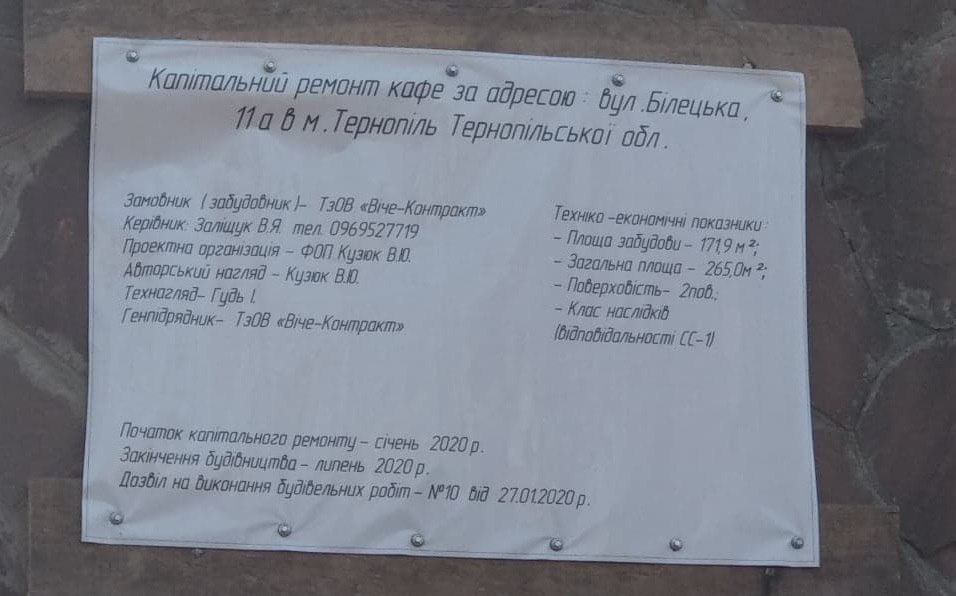 Капітальний ремонт кафе за адресою: вул.Білецька,
11а в м.Тернопіль Тернопільської обл.
Замовник (забудовник)– ТзОВ «Віче-Контракт»
Керівник: Заліщук В.Я. тел. 0969527719
Проектна організація – ФОП Кузюк В.Ю.
Авторський нагляд – Кузюк В.Ю.
Технагляд– Гудь І.
Генпідрядник– ТзОВ «Віче-Контракт»
Техніко -економічні показники:
– Площа забудови – 171,9 м²;
– Загальна площа – 265,0м²;
– Поверховість– 2пов.;
– Клас наслідків
(відповідальності СС-1)
Початок капітального ремонту – січень 2020 р.
Закінчення будівництва – липень 2020 р.
Дозвіл на виконання будівельних робіт – №10 від 27.01.2020 р.